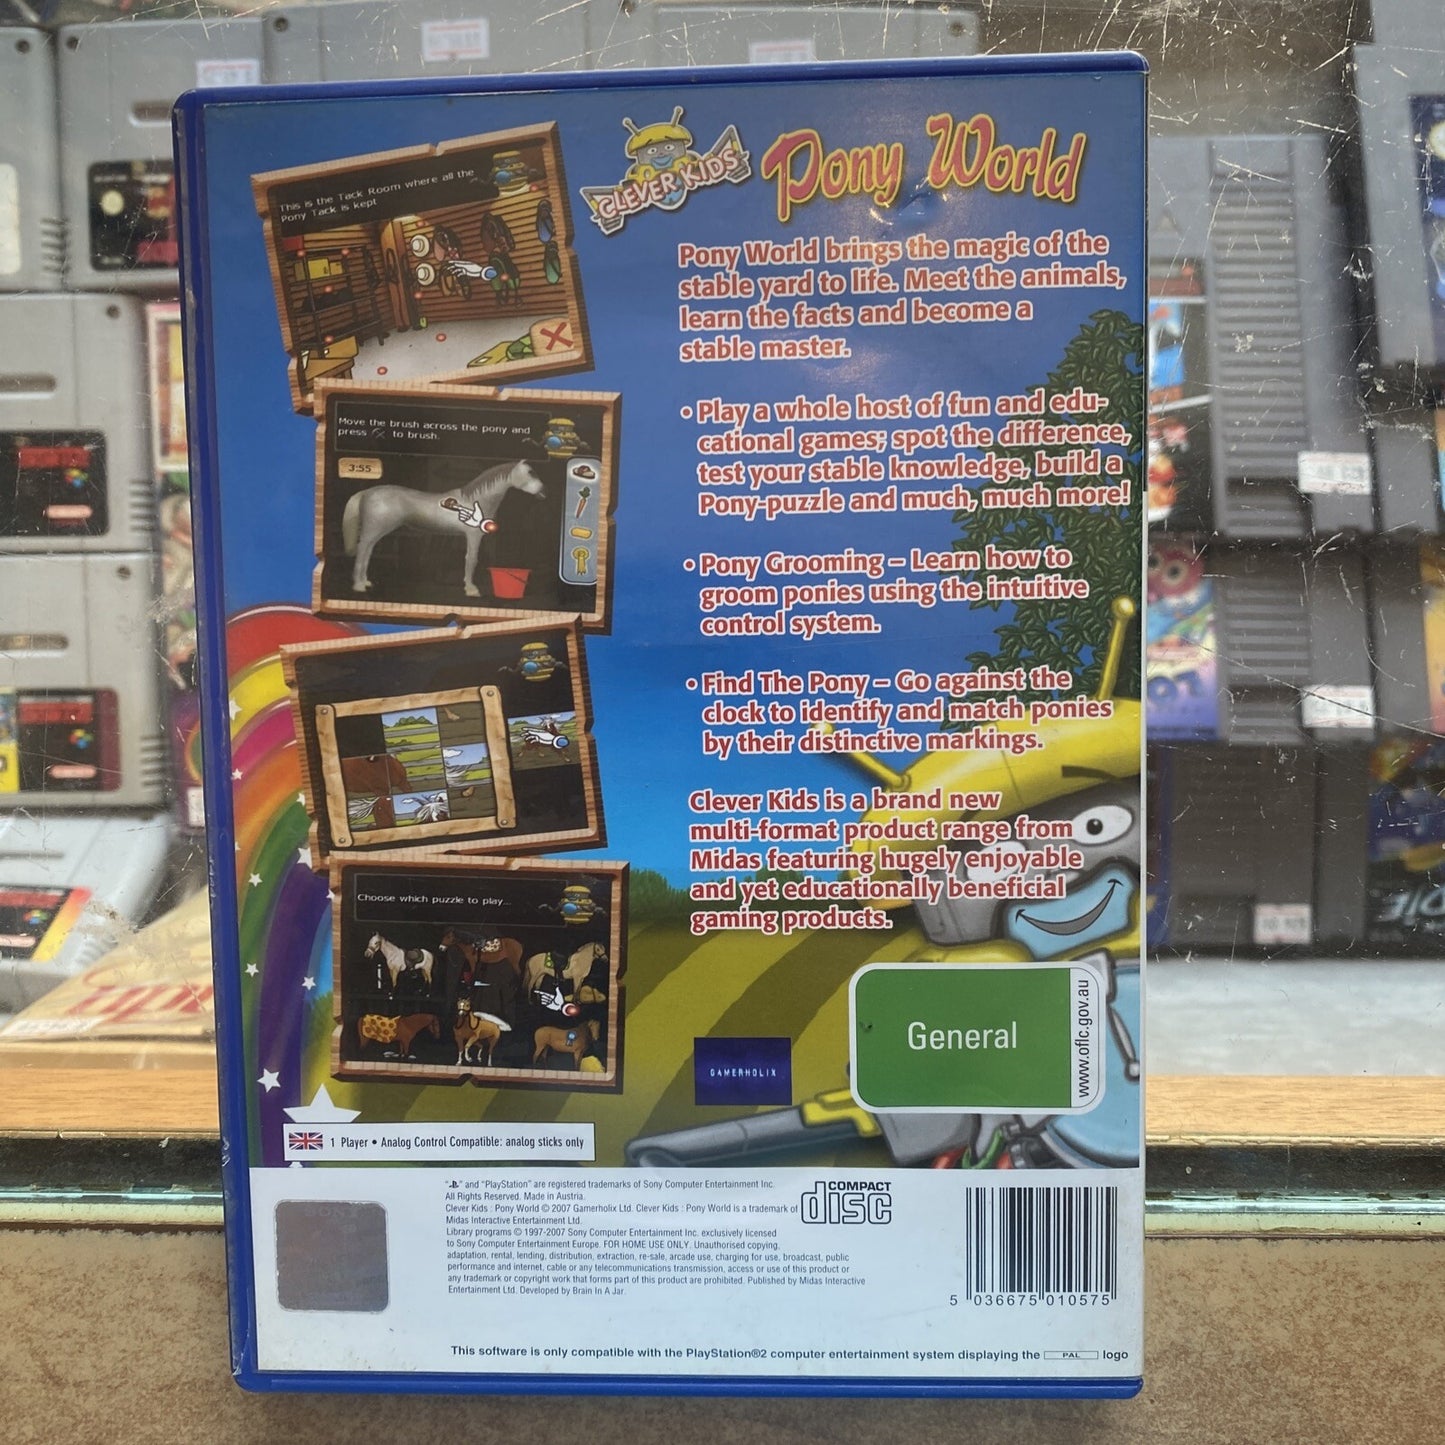 CLEVER KIDS
Pony World
Pony World brings the magic of the
stable yard to life. Meet the animals,
learn the facts and become a
stable master.
• Play a whole host of fun and edu-
cational games; spot the difference,
test your stable knowledge, build a
Pony-puzzle and much, much more!
• Pony Grooming – Learn how to
groom ponies using the intuitive
control system.
• Find The Pony – Go against the
clock to identify and match ponies
by their distinctive markings.
Clever Kids is a brand new
multi-format product range from
Midas featuring hugely enjoyable
and yet educationally beneficial
gaming products.
This is the Tack Room where all the
Pony Tack is kept
Move the brush across the pony and
press to brush.
3:55
Choose which puzzle to play...
GAMERHOLIX
General
www.oflc.gov.au
1 Player • Analog Control Compatible: analog sticks only
SONY
" " and "PlayStation" are registered trademarks of Sony Computer Entertainment Inc.
All Rights Reserved. Made in Austria.
Clever Kids : Pony World © 2007 Gamerholix Ltd. Clever Kids : Pony World is a trademark of
Midas Interactive Entertainment Ltd.
Library programs © 1997-2007 Sony Computer Entertainment Inc. exclusively licensed
to Sony Computer Entertainment Europe. FOR HOME USE ONLY. Unauthorised copying,
adaptation, rental, lending, distribution, extraction, re-sale, arcade use, charging for use, broadcast, public
performance and internet, cable or any telecommunications transmission, access or use of this product or
any trademark or copyright work that forms part of this product are prohibited. Published by Midas Interactive
Entertainment Ltd. Developed by Brain In A Jar.
COMPACT
disc
5 036675 010575
This software is only compatible with the PlayStation®2 computer entertainment system displaying the PAL logo